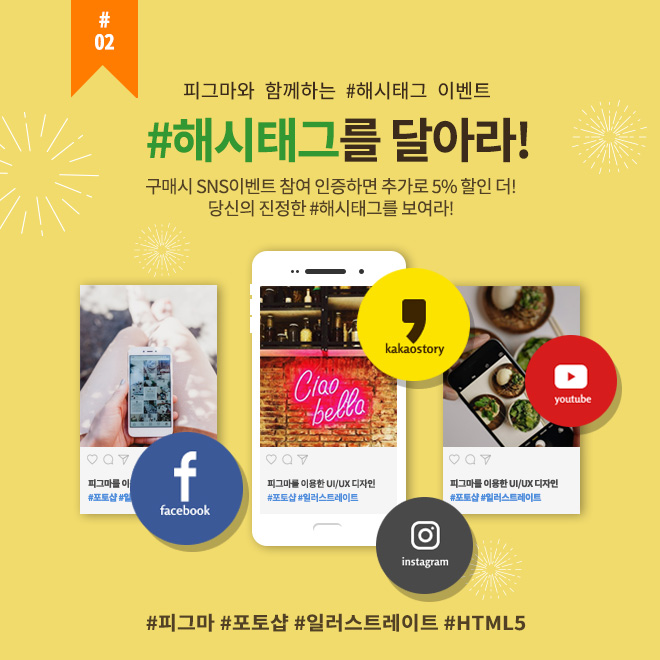 #
02
피그마와 함께하는 #해시태그 이벤트
#해시태그를 달아라!
구매시 SNS이벤트 참여 인증하면 추가로 5% 할인 더!
당신의 진정한 #해시태그를 보여라!
kakaostory
youtube
Ciao
bella
피그마를 이
#포토샵 #일
facebook
피그마를 이용한 UI/UX 디자인
#포토샵 #일러스트레이트
피그마를 이용한 UI/UX 디자인
#포토샵 #일러스트레이트
instagram
#피그마 #포토샵 #일러스트레이트 #HTML5